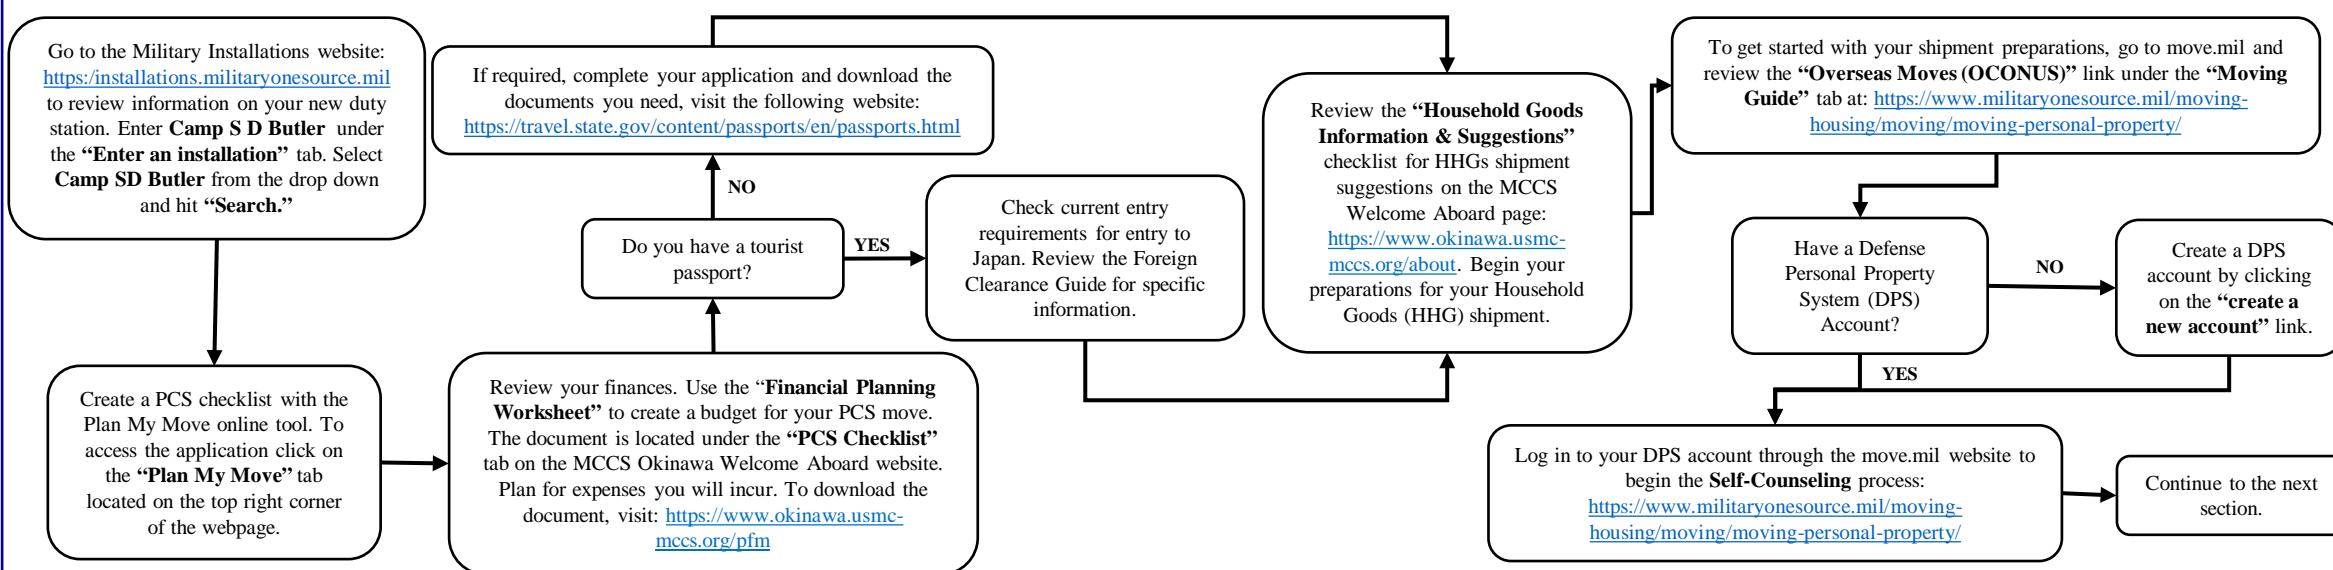 Go to the Military Installations website:
https:/installations.militaryonesource.mil
to review information on your new duty
station. Enter Camp S D Butler under
the “Enter an installation” tab. Select
Camp SD Butler from the drop down
and hit “Search.”
Create a PCS checklist with the
Plan My Move online tool. To
access the application click on
the “Plan My Move” tab
located on the top right corner
of the webpage.
Review your finances. Use the “Financial Planning
Worksheet” to create a budget for your PCS move.
The document is located under the “PCS Checklist”
tab on the MCCS Okinawa Welcome Aboard website.
Plan for expenses you will incur. To download the
document, visit: https://www.okinawa.usmc-
mccs.org/pfm
Do you have a tourist
passport?
NO
YES
If required, complete your application and download the
documents you need, visit the following website:
https://travel.state.gov/content/passports/en/passports.html
Check current entry
requirements for entry to
Japan. Review the Foreign
Clearance Guide for specific
information.
Review the “Household Goods
Information & Suggestions”
checklist for HHGs shipment
suggestions on the MCCS
Welcome Aboard page:
https://www.okinawa.usmc-
mccs.org/about. Begin your
preparations for your Household
Goods (HHG) shipment.
To get started with your shipment preparations, go to move.mil and
review the “Overseas Moves (OCONUS)” link under the “Moving
Guide” tab at: https://www.militaryonesource.mil/moving-
housing/moving/moving-personal-property/
Have a Defense
Personal Property
System (DPS)
Account?
NO
YES
Create a DPS
account by clicking
on the “create a
new account” link.
Log in to your DPS account through the move.mil website to
begin the Self-Counseling process:
https://www.militaryonesource.mil/moving-
housing/moving/moving-personal-property/
Continue to the next
section.